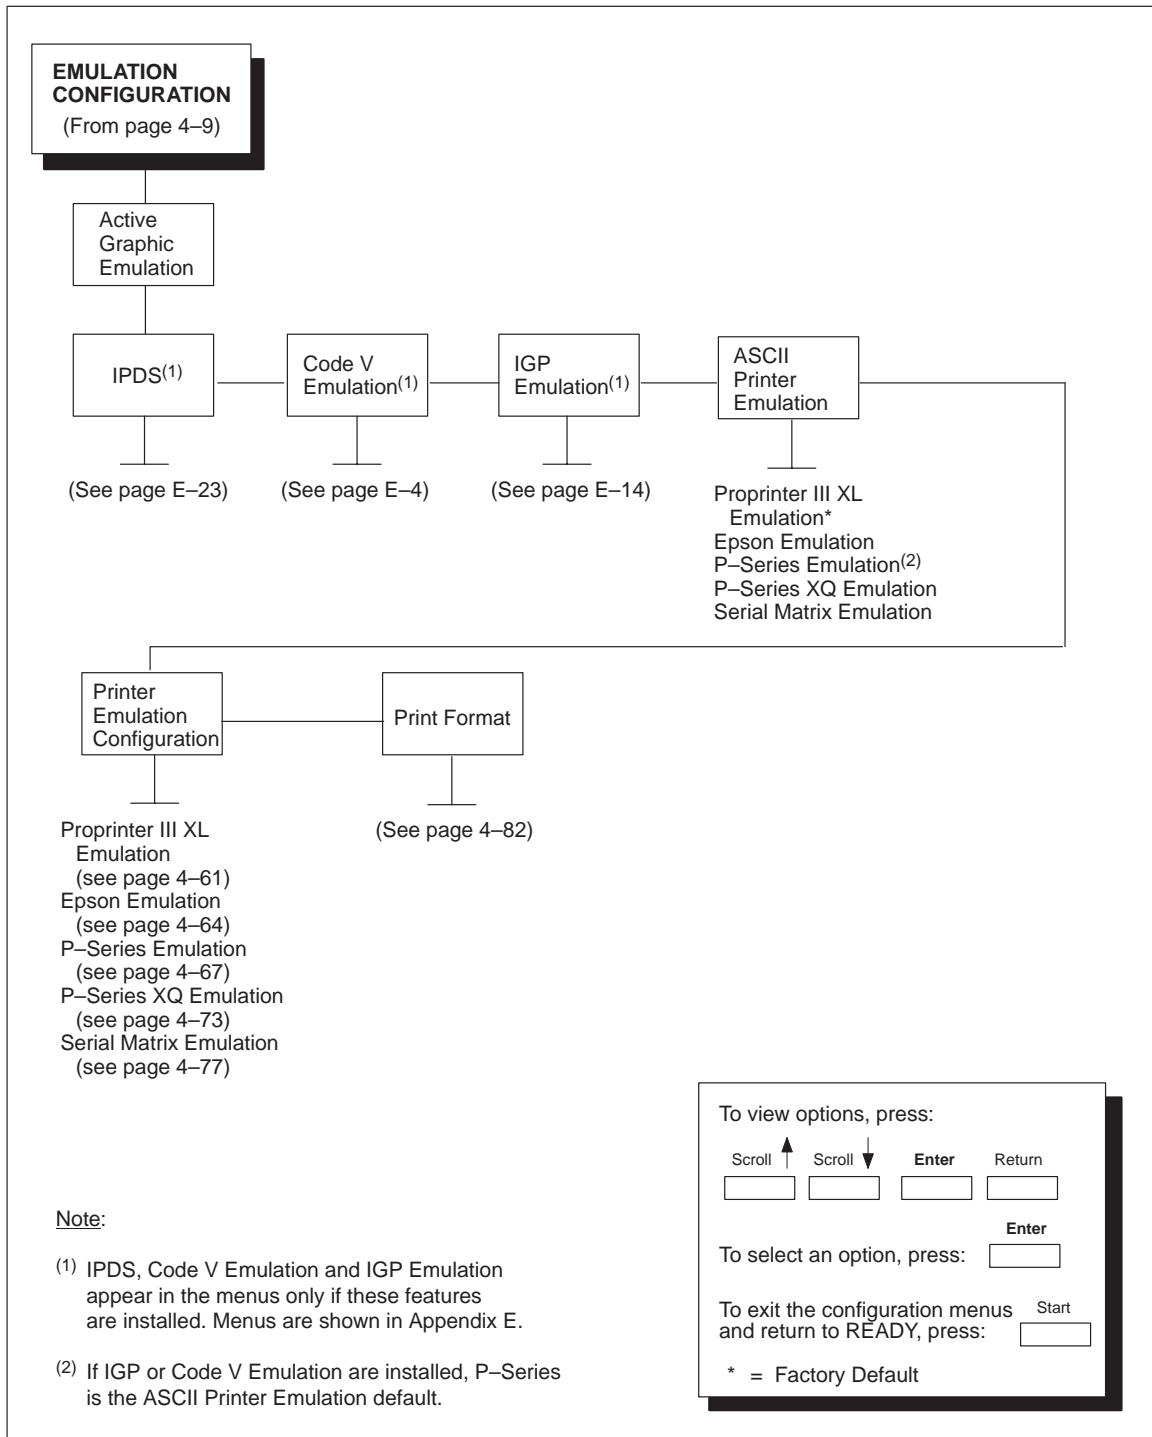 EMULATION
CONFIGURATION
(From page 4–9)
Active
Graphic
Emulation
IPDS(1)
Code V
Emulation(1)
IGP
Emulation(1)
ASCII
Printer
Emulation
(See page E–23)
(See page E–4)
(See page E–14)
Proprinter III XL
Emulation*
Epson Emulation
P–Series Emulation(2)
P–Series XQ Emulation
Serial Matrix Emulation
Printer
Emulation
Configuration
Print Format
Proprinter III XL
Emulation
(see page 4–61)
Epson Emulation
(see page 4–64)
P–Series Emulation
(see page 4–67)
P–Series XQ Emulation
(see page 4–73)
Serial Matrix Emulation
(see page 4–77)
(See page 4–82)
To view options, press:
Scroll Scroll Enter Return
Enter
To select an option, press:
To exit the configuration menus Start
and return to READY, press:
* = Factory Default
Note:
(1) IPDS, Code V Emulation and IGP Emulation
appear in the menus only if these features
are installed. Menus are shown in Appendix E.
(2) If IGP or Code V Emulation are installed, P–Series
is the ASCII Printer Emulation default.